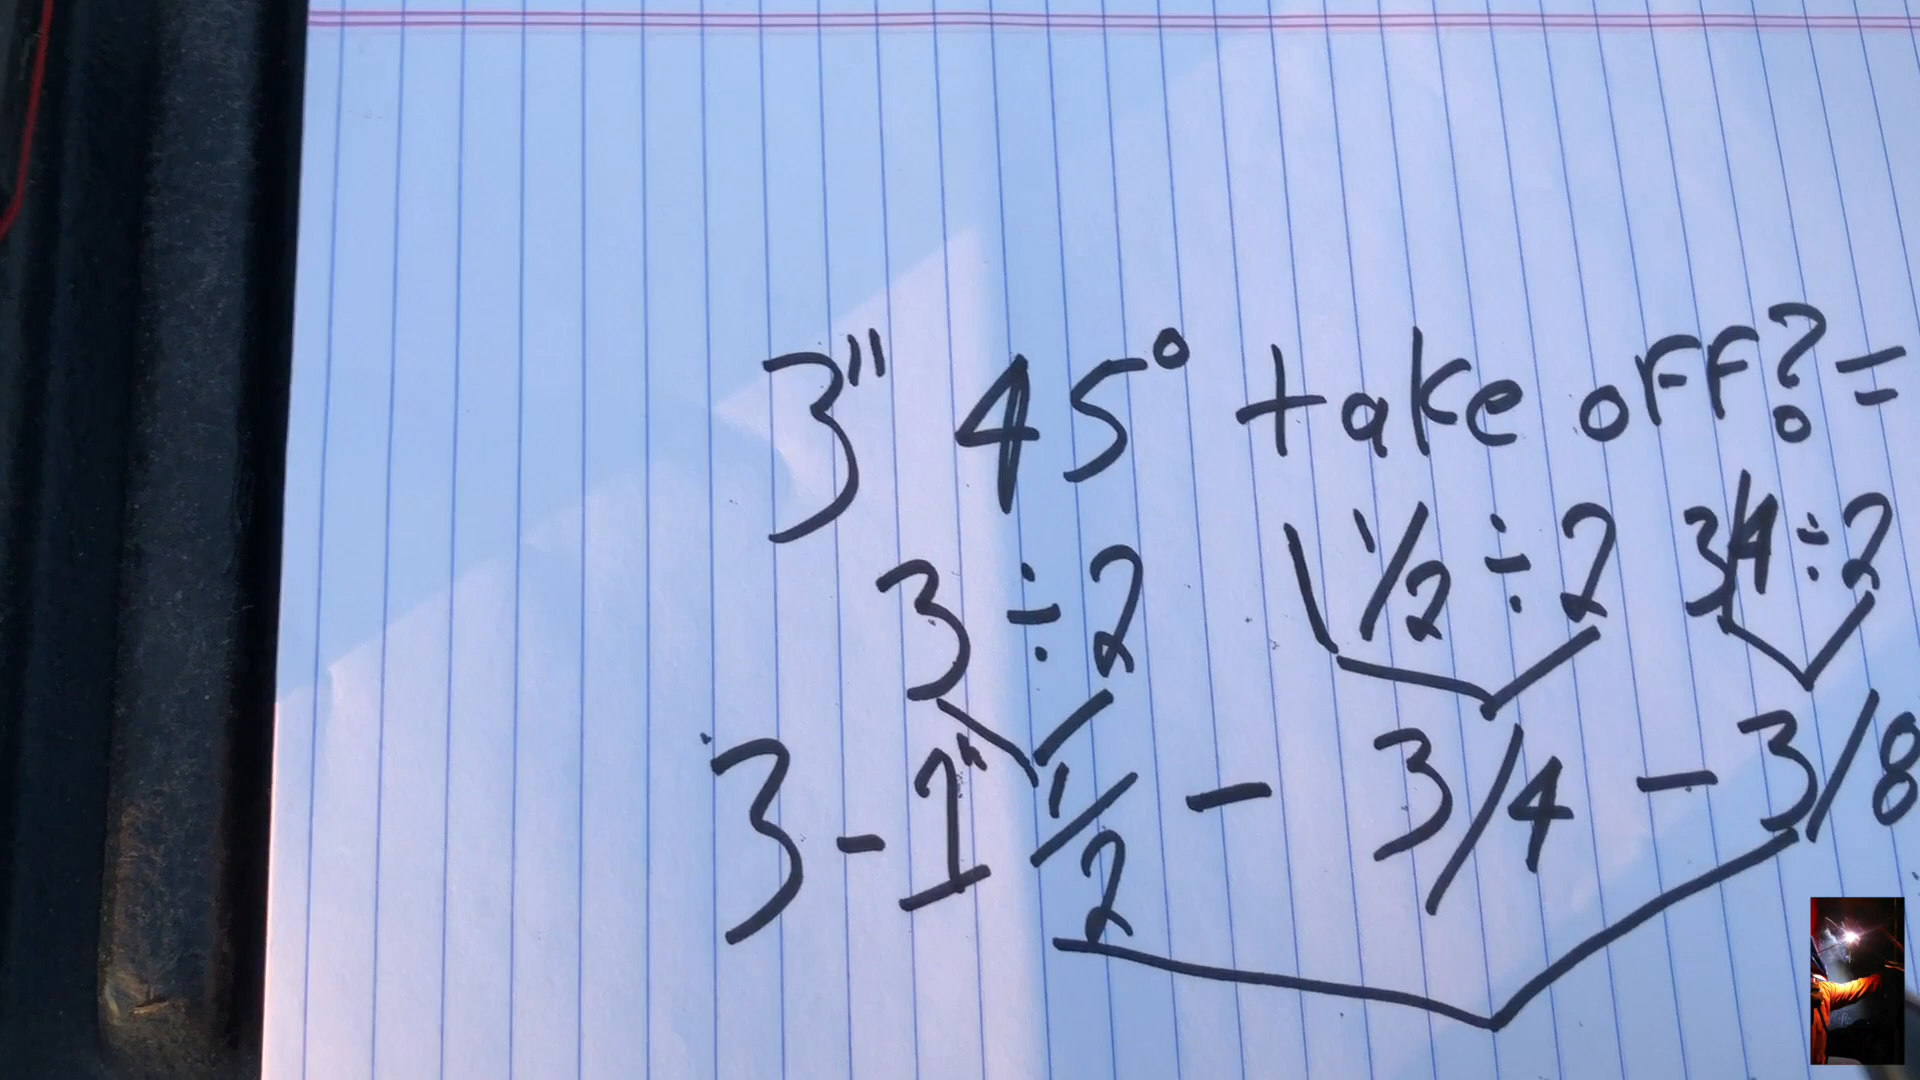 3" 45° take off? =
3 ÷ 2 1 1/2 ÷ 2 3/4 ÷ 2
3 - 1" 1/2 - 3/4 - 3/8